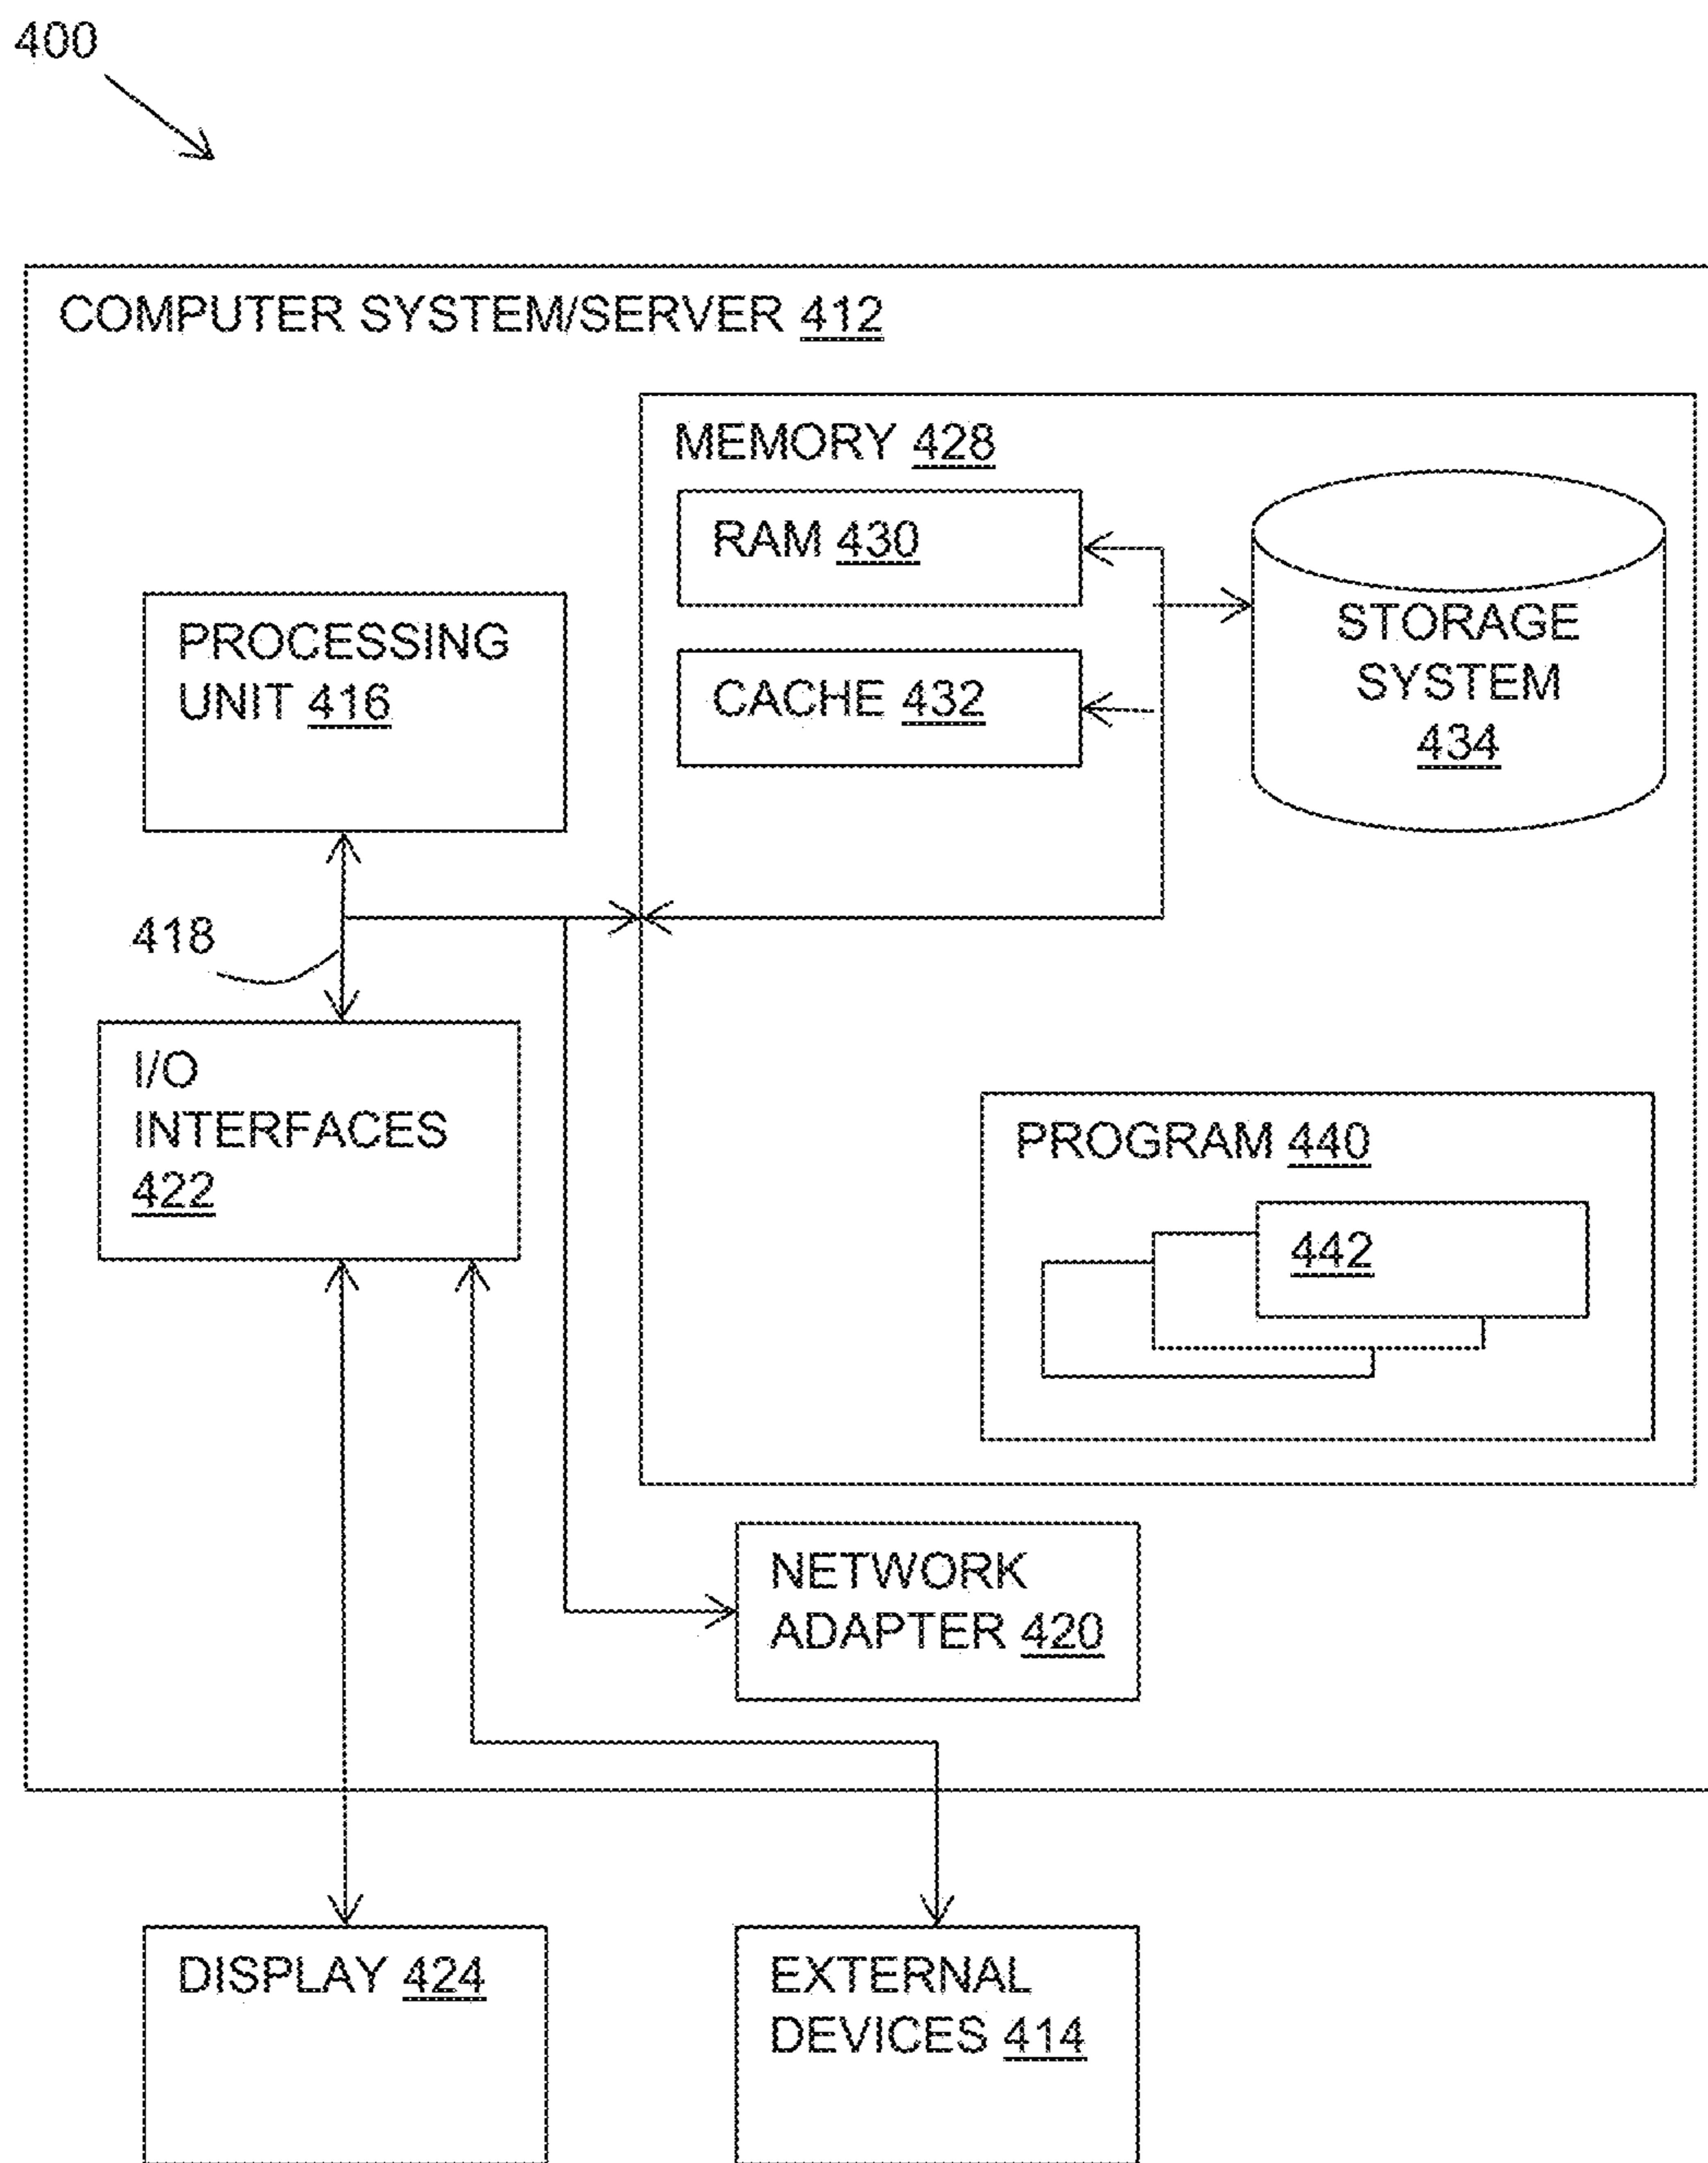 400
COMPUTER SYSTEM/SERVER 412
MEMORY 428
RAM 430
CACHE 432
STORAGE
SYSTEM
434
PROCESSING
UNIT 416
418
I/O
INTERFACES
422
PROGRAM 440
442
NETWORK
ADAPTER 420
DISPLAY 424
EXTERNAL
DEVICES 414